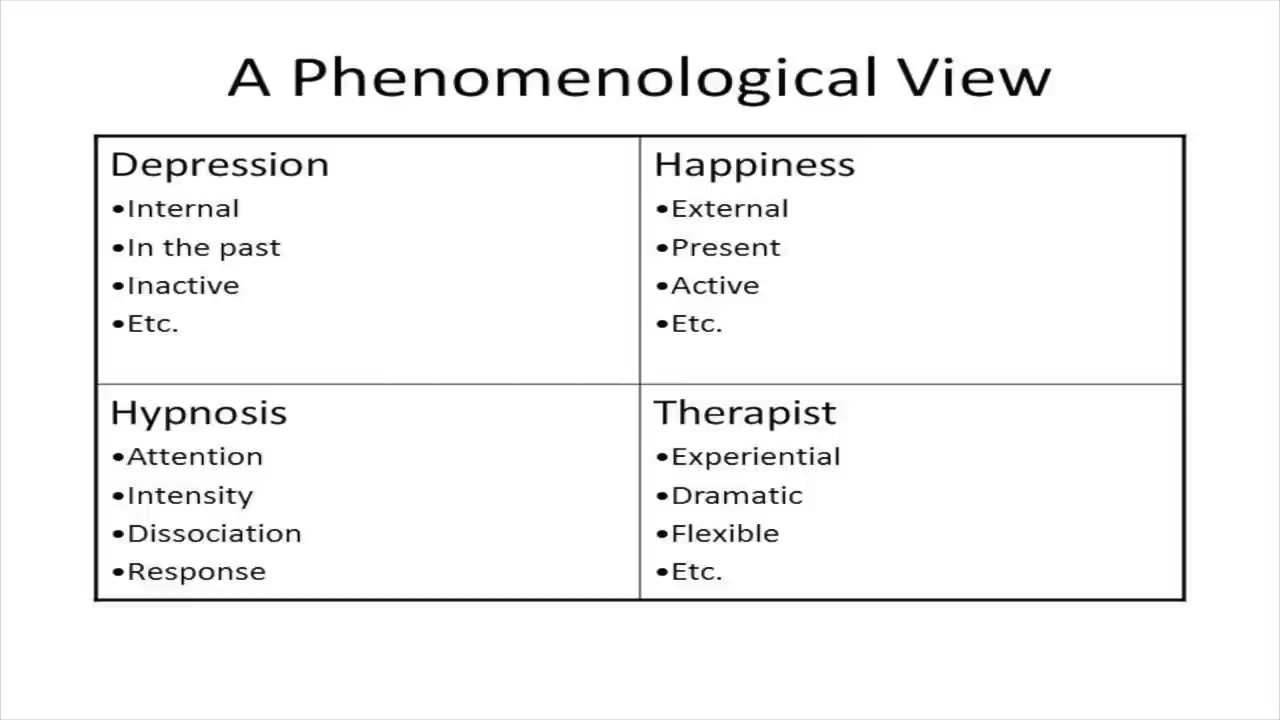 A Phenomenological View
Depression
•Internal
•In the past
•Inactive
•Etc.
Happiness
•External
•Present
•Active
•Etc.
Hypnosis
•Attention
•Intensity
•Dissociation
•Response
Therapist
•Experiential
•Dramatic
•Flexible
•Etc.